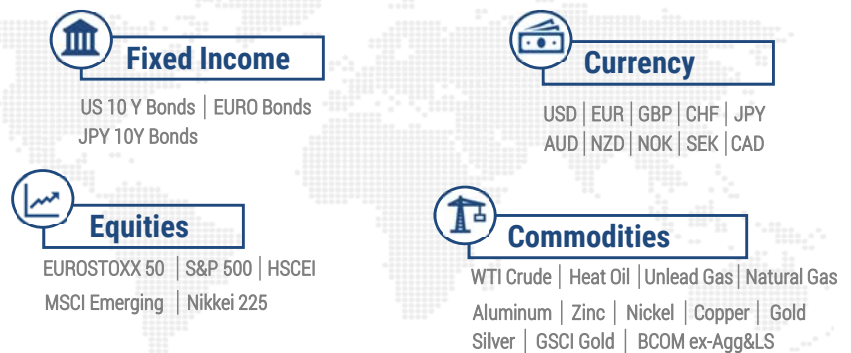 Fixed Income
US 10 Y Bonds | EURO Bonds
JPY 10Y Bonds
Currency
USD | EUR | GBP | CHF | JPY
AUD | NZD | NOK | SEK | CAD
Equities
EUROSTOXX 50 | S&P 500 | HSCEI
MSCI Emerging | Nikkei 225
Commodities
WTI Crude | Heat Oil | Unlead Gas | Natural Gas
Aluminum | Zinc | Nickel | Copper | Gold
Silver | GSCI Gold | BCOM ex-Agg&LS